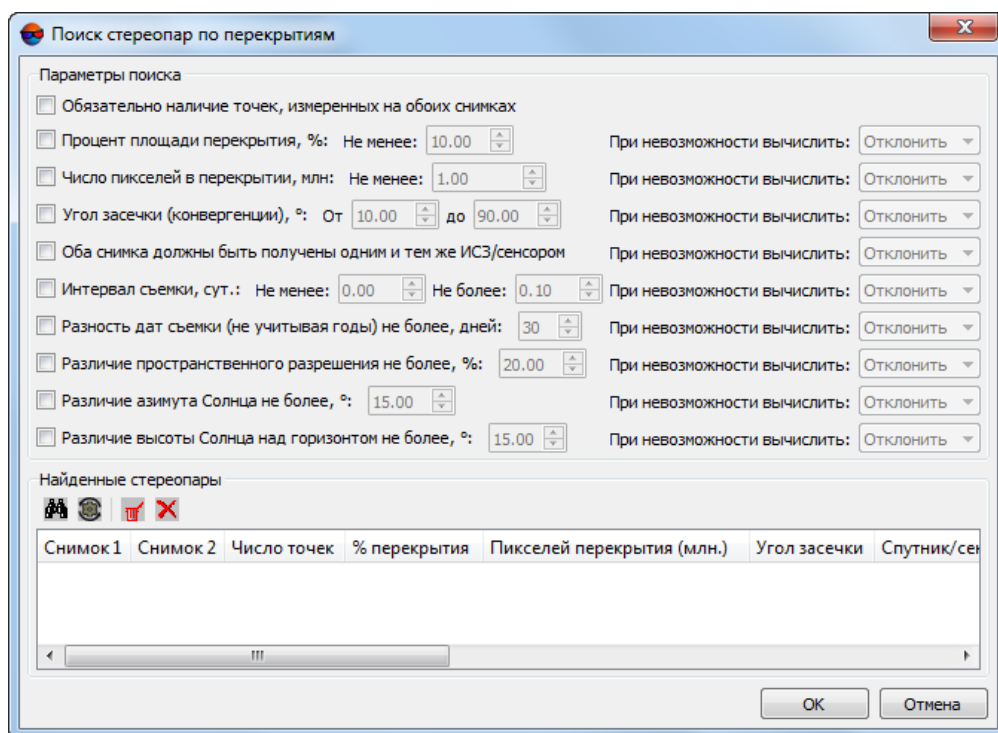 Поиск стереопар по перекрытиям
Параметры поиска
Обязательно наличие точек, измеренных на обоих снимках
Процент площади перекрытия, %: Не менее: 10.00 При невозможности вычислить: Отклонить
Число пикселей в перекрытии, млн: Не менее: 1.00 При невозможности вычислить: Отклонить
Угол засечки (конвергенции), °: От 10.00 до 90.00 При невозможности вычислить: Отклонить
Оба снимка должны быть получены одним и тем же ИСЗ/сенсором При невозможности вычислить: Отклонить
Интервал съемки, сут.: Не менее: 0.00 Не более: 0.10 При невозможности вычислить: Отклонить
Разность дат съемки (не учитывая годы) не более, дней: 30 При невозможности вычислить: Отклонить
Различие пространственного разрешения не более, %: 20.00 При невозможности вычислить: Отклонить
Различие азимута Солнца не более, °: 15.00 При невозможности вычислить: Отклонить
Различие высоты Солнца над горизонтом не более, °: 15.00 При невозможности вычислить: Отклонить
Найденные стереопары
Снимок 1 Снимок 2 Число точек % перекрытия Пикселей перекрытия (млн.) Угол засечки Спутник/сен
OK Отмена